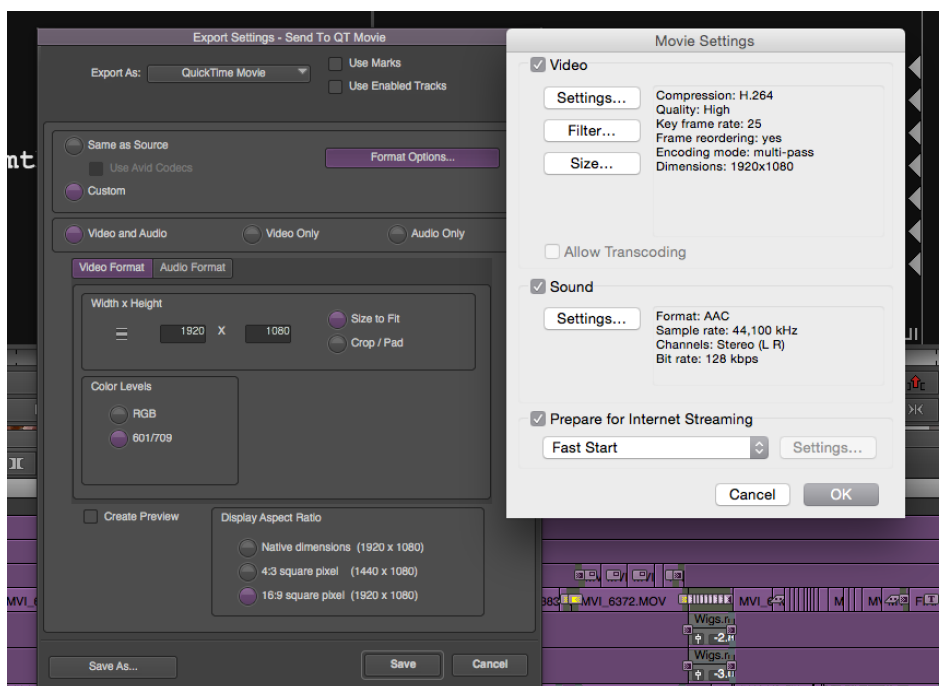 Export Settings - Send To QT Movie
Export As:
QuickTime Movie
Use Marks
Use Enabled Tracks
Same as Source
Use Avid Codecs
Custom
Format Options...
Video and Audio
Video Only
Audio Only
Video Format
Audio Format
Width x Height
1920 X 1080
Size to Fit
Crop / Pad
Color Levels
RGB
601/709
Create Preview
Display Aspect Ratio
Native dimensions (1920 x 1080)
4:3 square pixel (1440 x 1080)
16:9 square pixel (1920 x 1080)
Save As...
Save
Cancel
Movie Settings
Video
Settings...
Filter...
Size...
Compression: H.264
Quality: High
Key frame rate: 25
Frame reordering: yes
Encoding mode: multi-pass
Dimensions: 1920x1080
Allow Transcoding
Sound
Settings...
Format: AAC
Sample rate: 44,100 kHz
Channels: Stereo (L R)
Bit rate: 128 kbps
Prepare for Internet Streaming
Fast Start
Settings...
Cancel
OK
MVI_6372.MOV